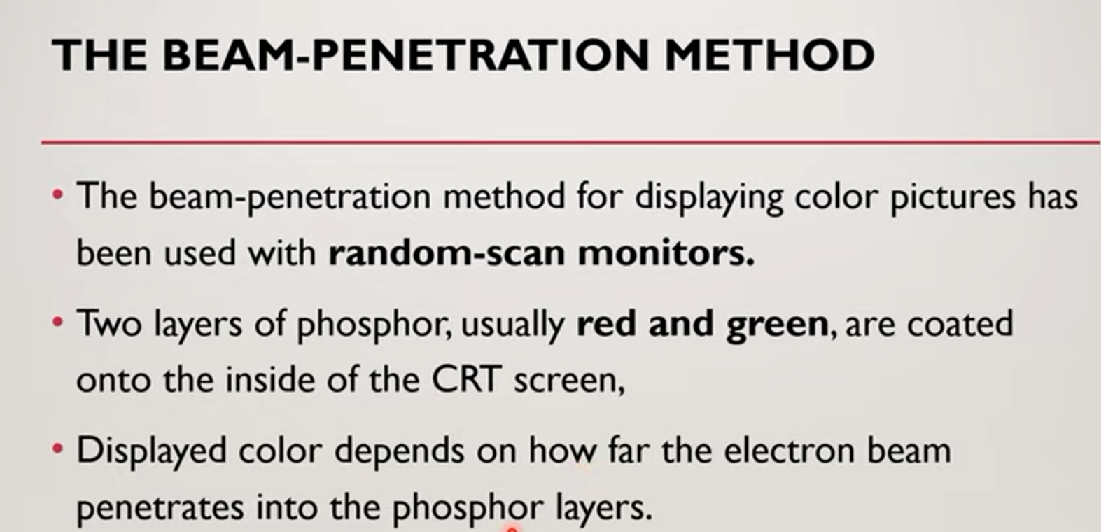 THE BEAM-PENETRATION METHOD
• The beam-penetration method for displaying color pictures has
been used with random-scan monitors.
• Two layers of phosphor, usually red and green, are coated
onto the inside of the CRT screen,
• Displayed color depends on how far the electron beam
penetrates into the phosphor layers.